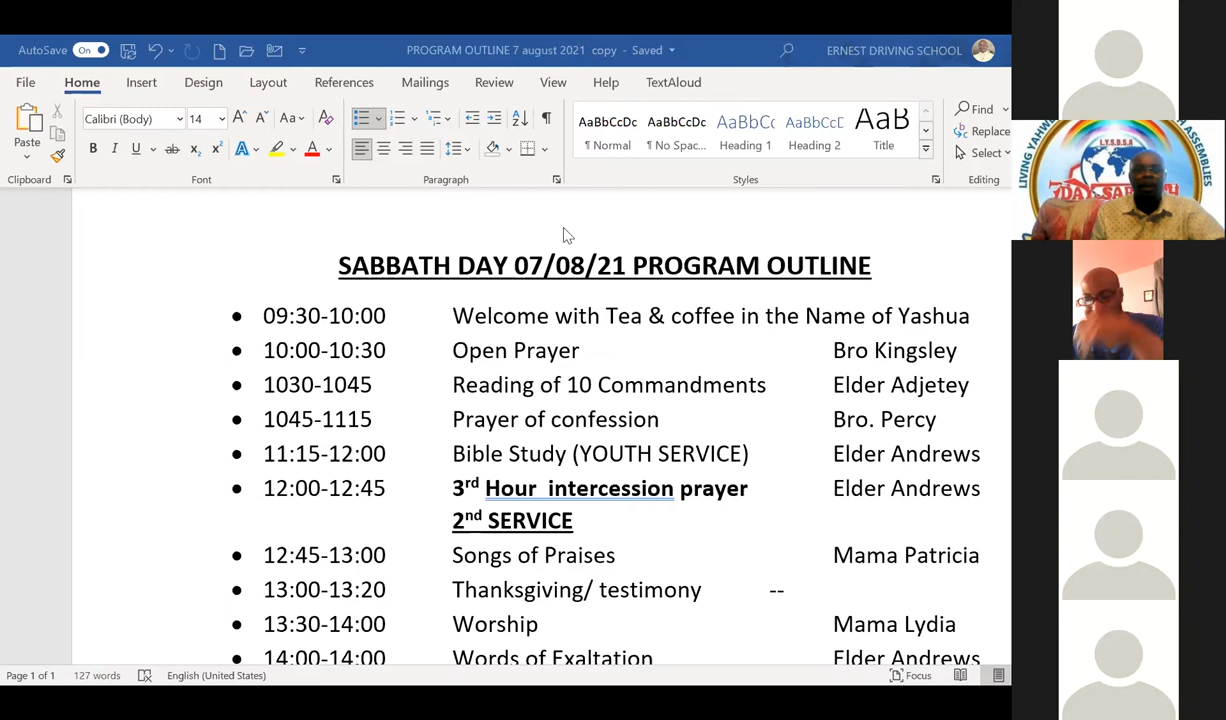 AutoSave On PROGRAM OUTLINE 7 august 2021 copy - Saved ERNEST DRIVING SCHOOL
File Home Insert Design Layout References Mailings Review View Help TextAloud
Paste
Calibri (Body) 14
Find
Replace
Select
AaBbCcDc AaBbCcDc AaBbCc AaBbCcD AaB
¶ Normal ¶ No Spac... Heading 1 Heading 2 Title
Clipboard Font Paragraph Styles Editing
LIVING YAHW
ASSEMBLIES
L.Y.S.D.S.A
7DAY SAB
SABBATH DAY 07/08/21 PROGRAM OUTLINE
• 09:30-10:00 Welcome with Tea & coffee in the Name of Yashua
• 10:00-10:30 Open Prayer Bro Kingsley
• 1030-1045 Reading of 10 Commandments Elder Adjetey
• 1045-1115 Prayer of confession Bro. Percy
• 11:15-12:00 Bible Study (YOUTH SERVICE) Elder Andrews
• 12:00-12:45 3rd Hour intercession prayer Elder Andrews
2nd SERVICE
• 12:45-13:00 Songs of Praises Mama Patricia
• 13:00-13:20 Thanksgiving/ testimony --
• 13:30-14:00 Worship Mama Lydia
• 14:00-14:00 Words of Exaltation Elder Andrews
Page 1 of 1 127 words English (United States) Focus